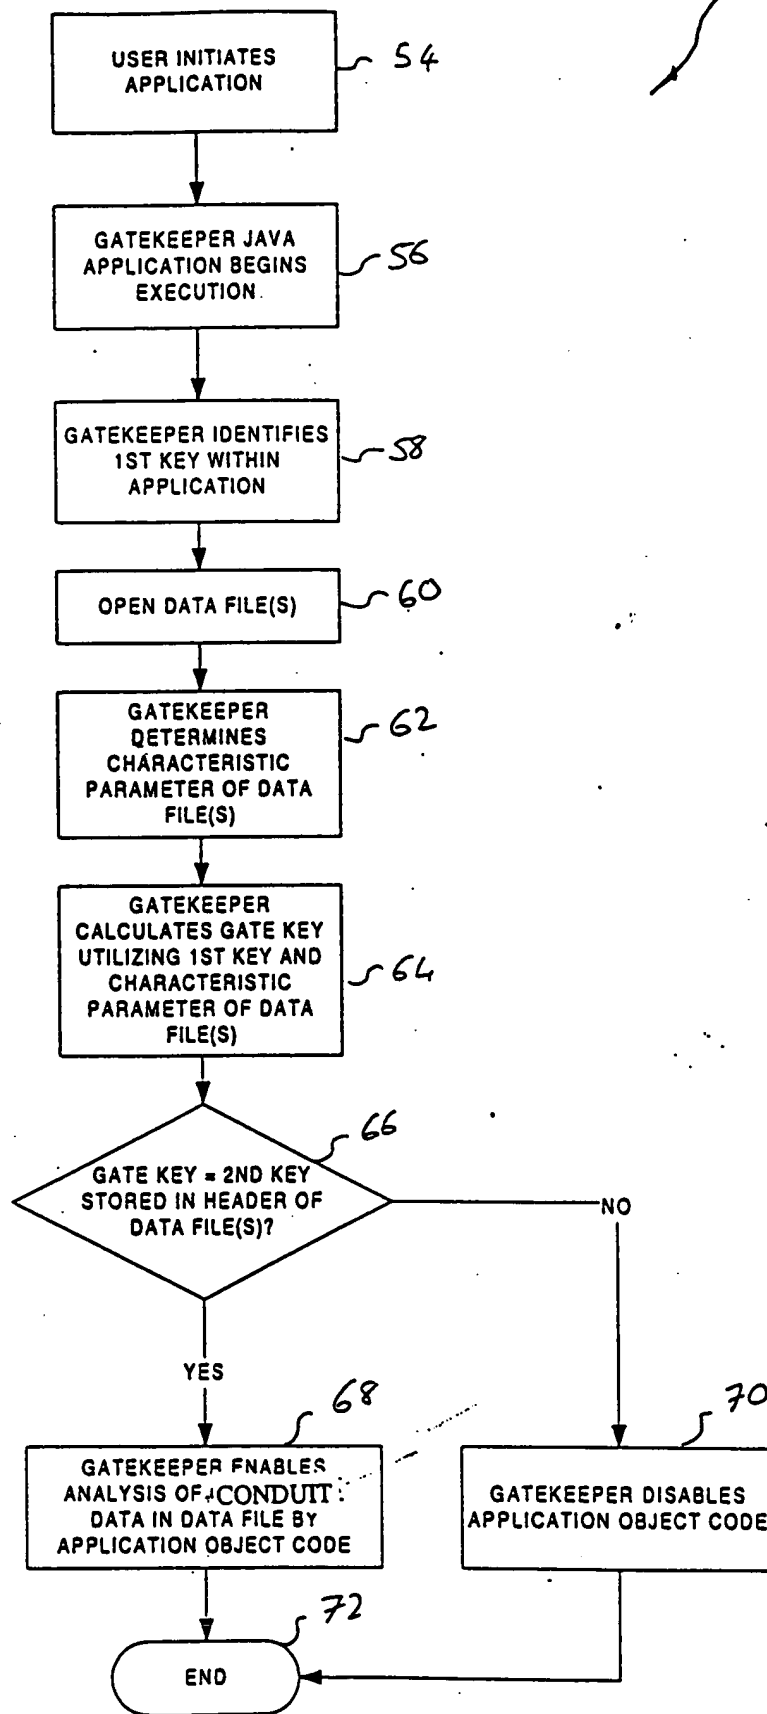 USER INITIATES
APPLICATION
54
GATEKEEPER JAVA
APPLICATION BEGINS
EXECUTION.
56
GATEKEEPER IDENTIFIES
1ST KEY WITHIN
APPLICATION
58
OPEN DATA FILE(S)
60
GATEKEEPER
DETERMINES
CHARACTERISTIC
PARAMETER OF DATA
FILE(S)
62
GATEKEEPER
CALCULATES GATE KEY
UTILIZING 1ST KEY AND
CHARACTERISTIC
PARAMETER OF DATA
FILE(S)
64
GATE KEY = 2ND KEY
STORED IN HEADER OF
DATA FILE(S)?
66
NO
YES
GATEKEEPER ENABLES
ANALYSIS OF CONDUIT
DATA IN DATA FILE BY
APPLICATION OBJECT CODE
68
GATEKEEPER DISABLES
APPLICATION OBJECT CODE
70
END
72